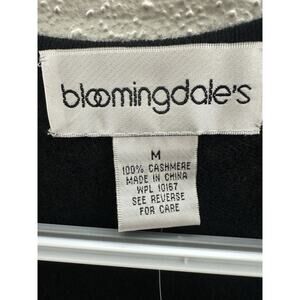 bloomingdale's
M
100% CASHMERE
MADE IN CHINA
WPL 10167
SEE REVERSE
FOR CARE